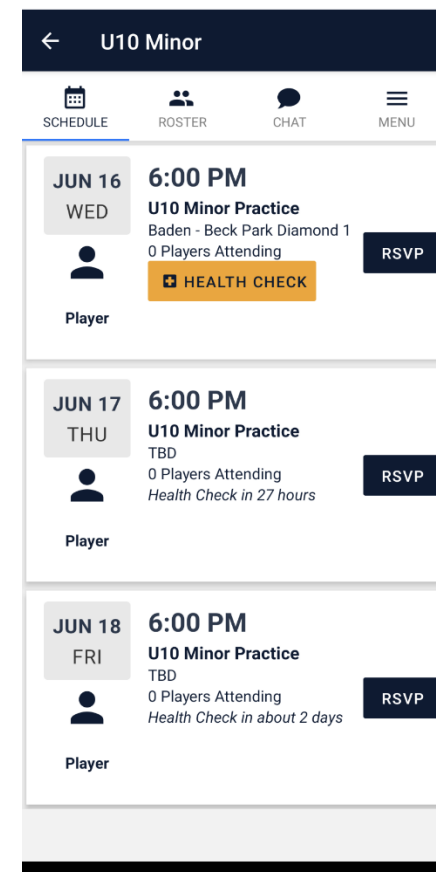 U10 Minor
SCHEDULE ROSTER CHAT MENU
JUN 16
WED
Player
6:00 PM
U10 Minor Practice
Baden - Beck Park Diamond 1
0 Players Attending
HEALTH CHECK
RSVP
JUN 17
THU
Player
6:00 PM
U10 Minor Practice
TBD
0 Players Attending
Health Check in 27 hours
RSVP
JUN 18
FRI
Player
6:00 PM
U10 Minor Practice
TBD
0 Players Attending
Health Check in about 2 days
RSVP